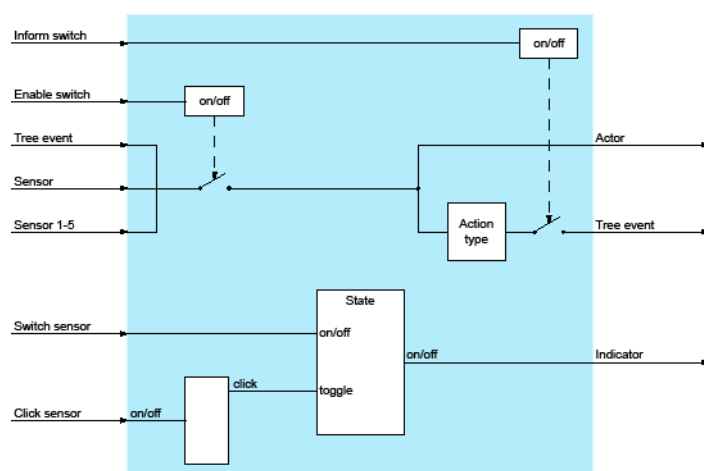 Inform switch
on/off
Enable switch
on/off
Tree event
Actor
Sensor
Sensor 1-5
Action
type
Tree event
State
Switch sensor
on/off
on/off
Indicator
click
toggle
Click sensor
on/off